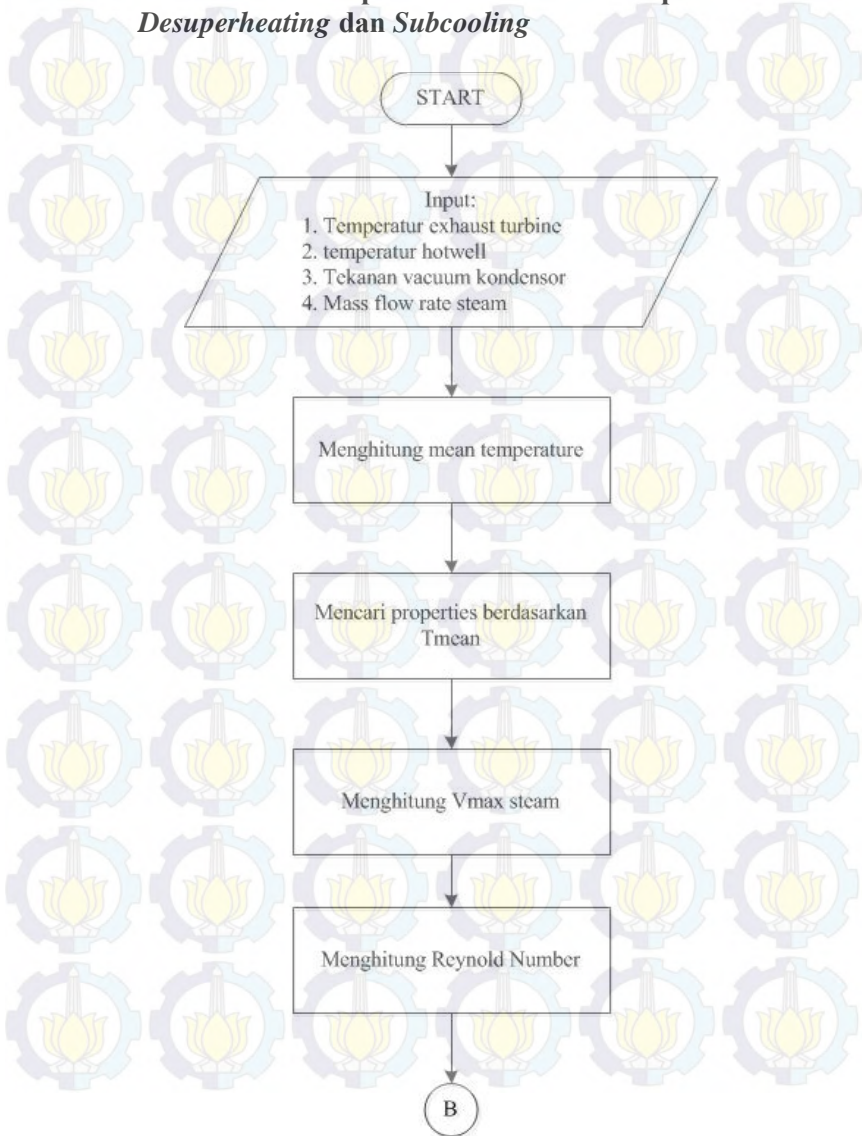 Desuperheating dan Subcooling
START
Input:
1. Temperatur exhaust turbine
2. temperatur hotwell
3. Tekanan vacuum kondensor
4. Mass flow rate steam
Menghitung mean temperature
Mencari properties berdasarkan
Tmean
Menghitung Vmax steam
Menghitung Reynold Number
B